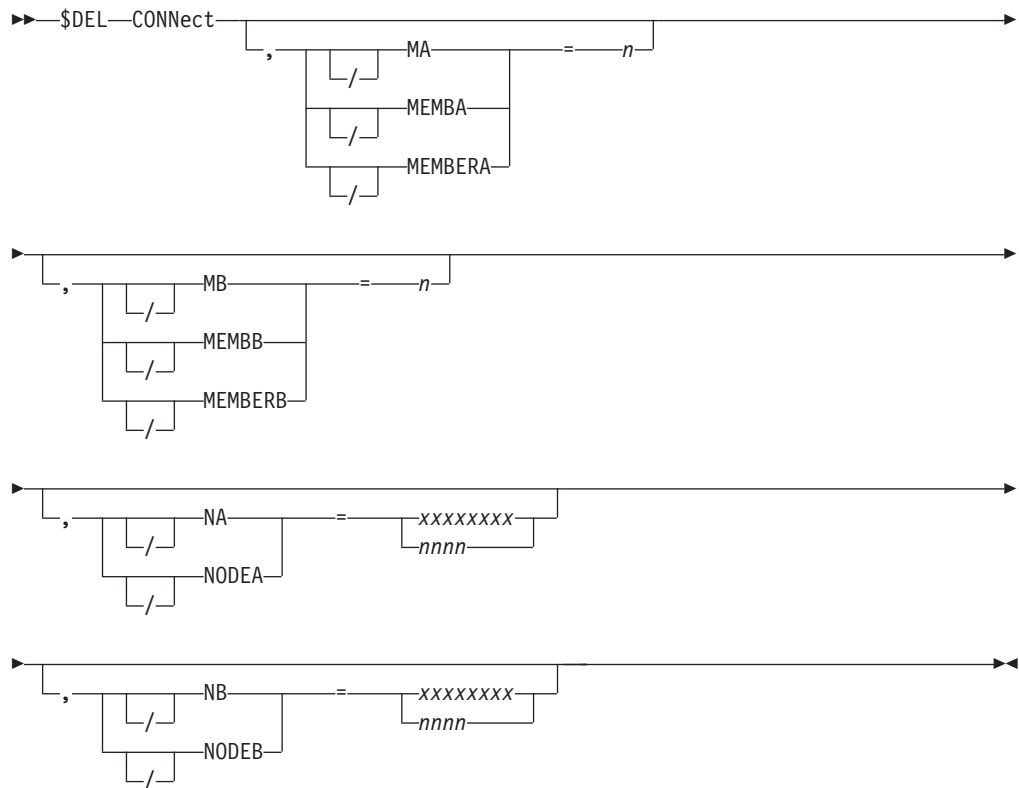 $DEL CONNect
, / MA = n
/ MEMBA
/ MEMBERA
, / MB = n
/ MEMBB
/ MEMBERB
, / NA = xxxxxxxx
nnnn
/ NODEA
, / NB = xxxxxxxx
nnnn
/ NODEB